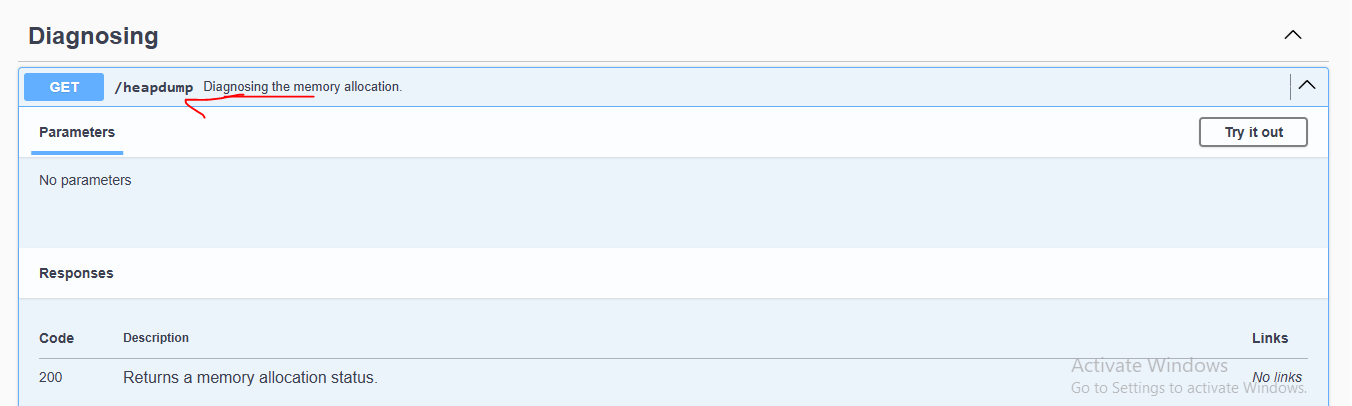 Diagnosing
GET /heapdump Diagnosing the memory allocation.
Parameters Try it out
No parameters
Responses
Code Description Links
200 Returns a memory allocation status. No links
Activate Windows
Go to Settings to activate Windows.